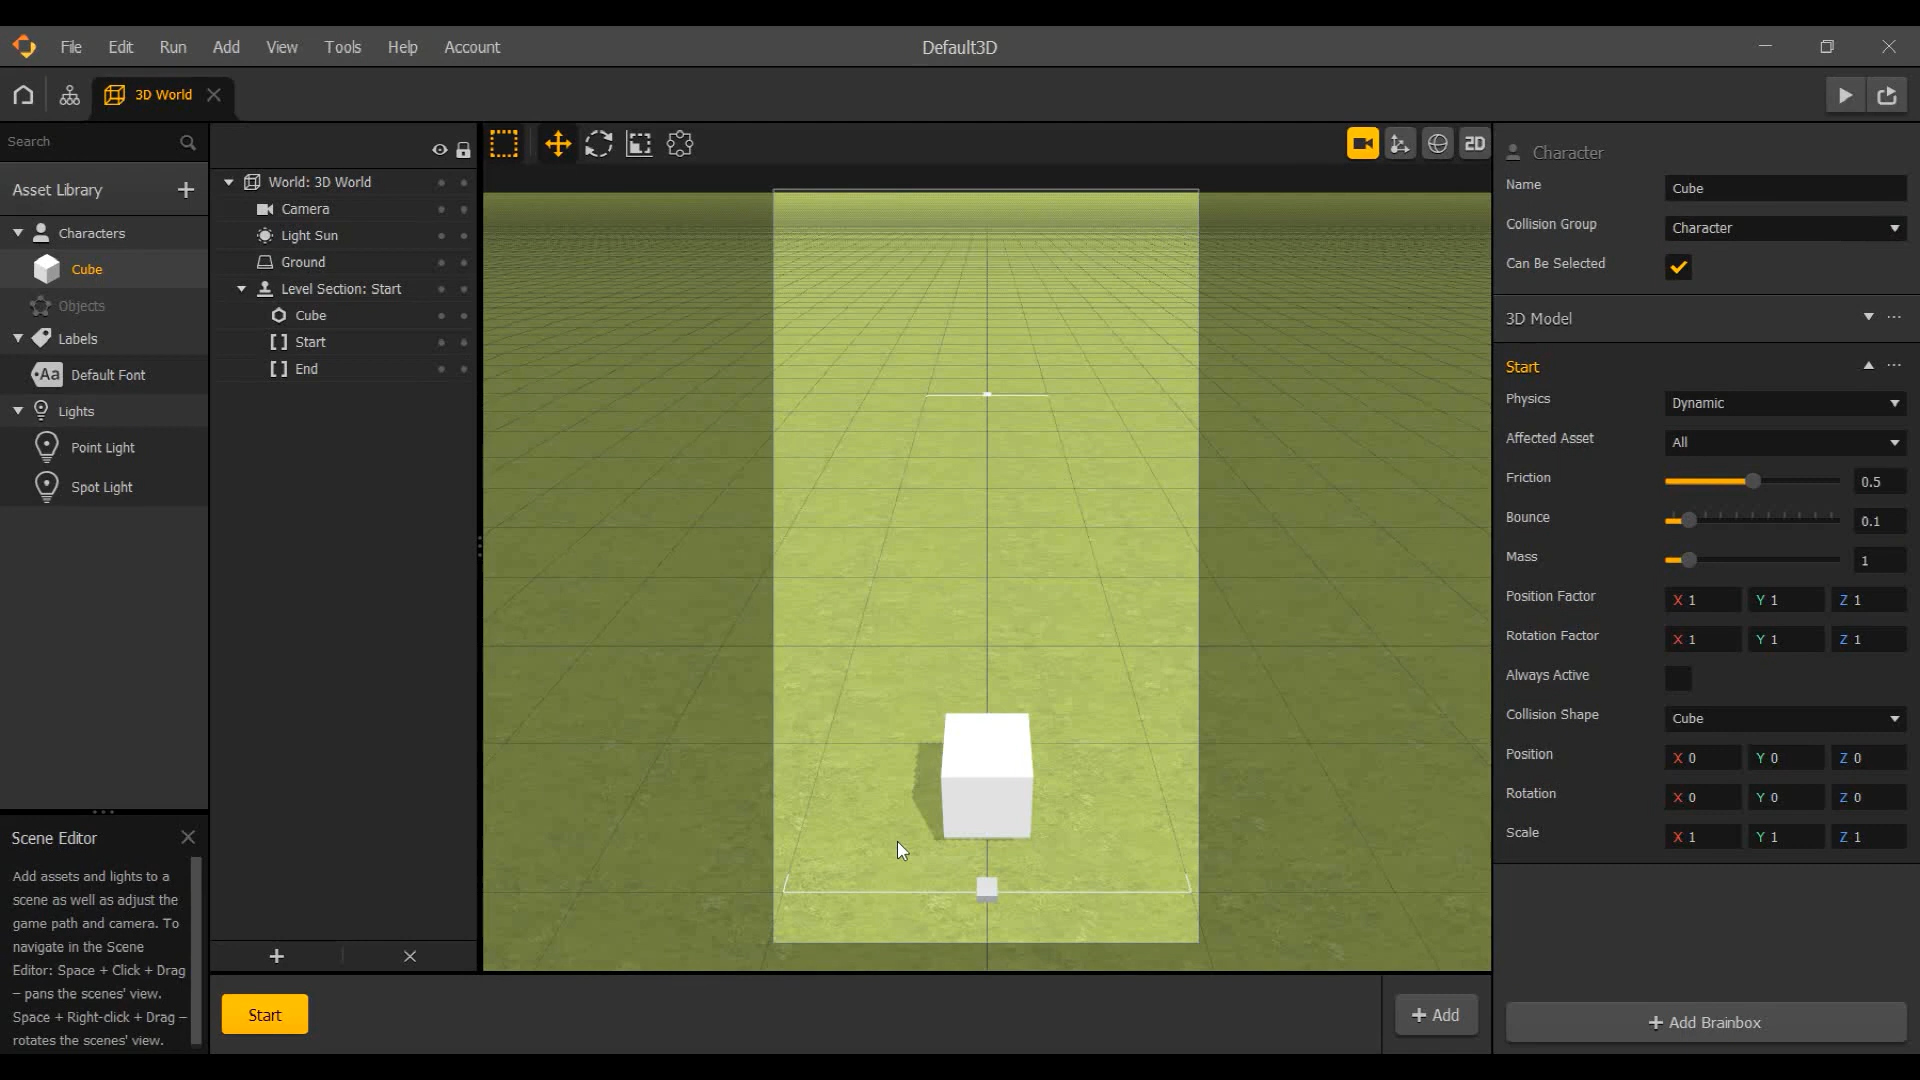 File Edit Run Add View Tools Help Account
Default3D
3D World
Search
Asset Library
Characters
Cube
Objects
Labels
Aa Default Font
Lights
Point Light
Spot Light
Scene Editor
Add assets and lights to a
scene as well as adjust the
game path and camera. To
navigate in the Scene
Editor: Space + Click + Drag
– pans the scenes' view.
Space + Right-click + Drag –
rotates the scenes' view.
World: 3D World
Camera
Light Sun
Ground
Level Section: Start
Cube
Start
End
2D
Start
+ Add
Character
Name Cube
Collision Group Character
Can Be Selected
3D Model
Start
Physics Dynamic
Affected Asset All
Friction 0.5
Bounce 0.1
Mass 1
Position Factor X 1 Y 1 Z 1
Rotation Factor X 1 Y 1 Z 1
Always Active
Collision Shape Cube
Position X 0 Y 0 Z 0
Rotation X 0 Y 0 Z 0
Scale X 1 Y 1 Z 1
+ Add Brainbox